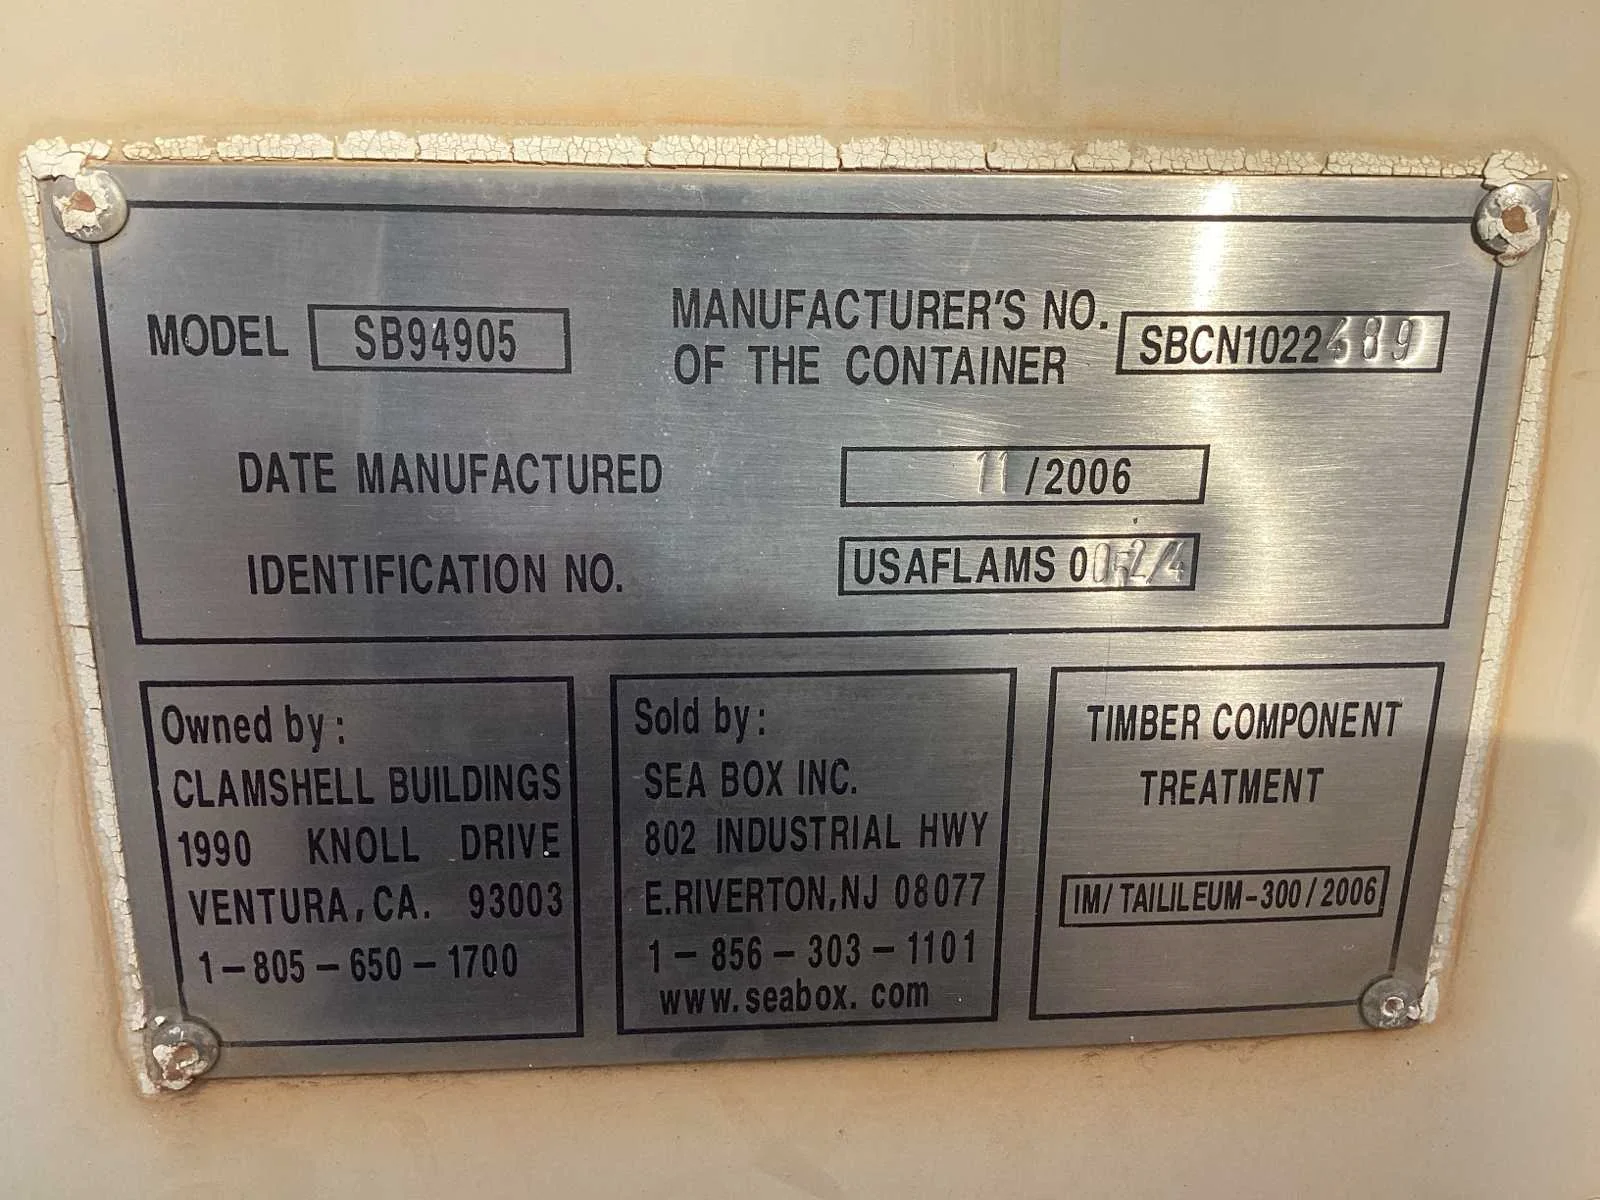 MODEL SB94905
MANUFACTURER'S NO.
OF THE CONTAINER
SBCN1022489
DATE MANUFACTURED 11/2006
IDENTIFICATION NO. USAFLAMS
Owned by:
CLAMSHELL BUILDINGS
1990 KNOLL DRIVE
VENTURA, CA. 93003
1-805-650-1700
Sold by:
SEA BOX INC.
802 INDUSTRIAL HWY
E.RIVERTON,NJ 08077
1-856-303-1101
www.seabox.com
TIMBER COMPONENT
TREATMENT
IM/TAILILEUM-300/2006